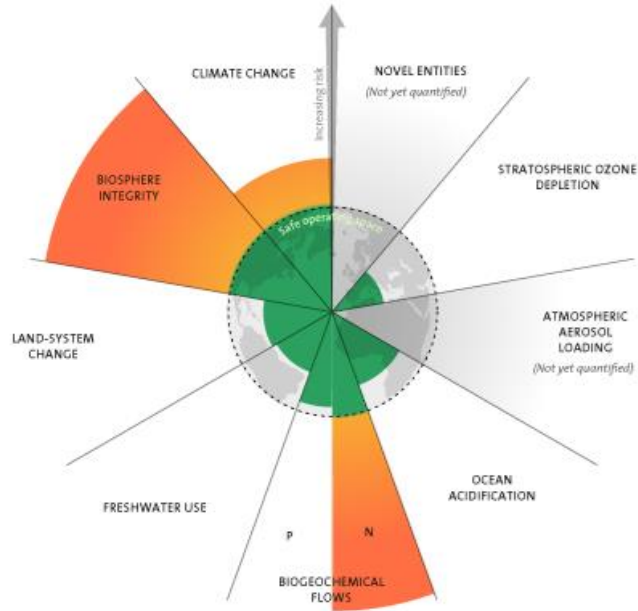 CLIMATE CHANGE
Increasing risk
NOVEL ENTITIES
(Not yet quantified)
STRATOSPHERIC OZONE
DEPLETION
BIOSPHERE
INTEGRITY
Safe operating space
LAND-SYSTEM
CHANGE
ATMOSPHERIC
AEROSOL
LOADING
(Not yet quantified)
FRESHWATER USE
OCEAN
ACIDIFICATION
P
N
BIOGEOCHEMICAL
FLOWS